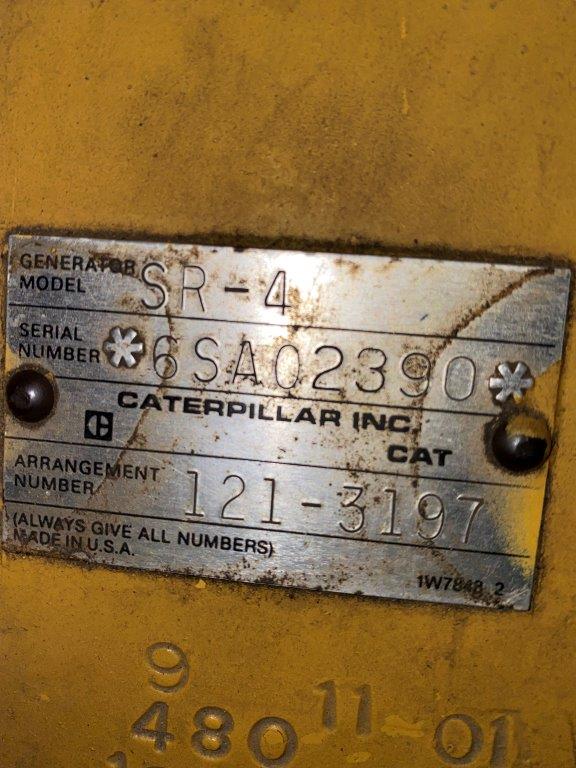 GENERATOR
MODEL SR-4
SERIAL
NUMBER *6SA02390*
CATERPILLAR INC.
CAT
ARRANGEMENT
NUMBER 121-3197
(ALWAYS GIVE ALL NUMBERS)
MADE IN U.S.A.
1W7848 2
9
480 11-01